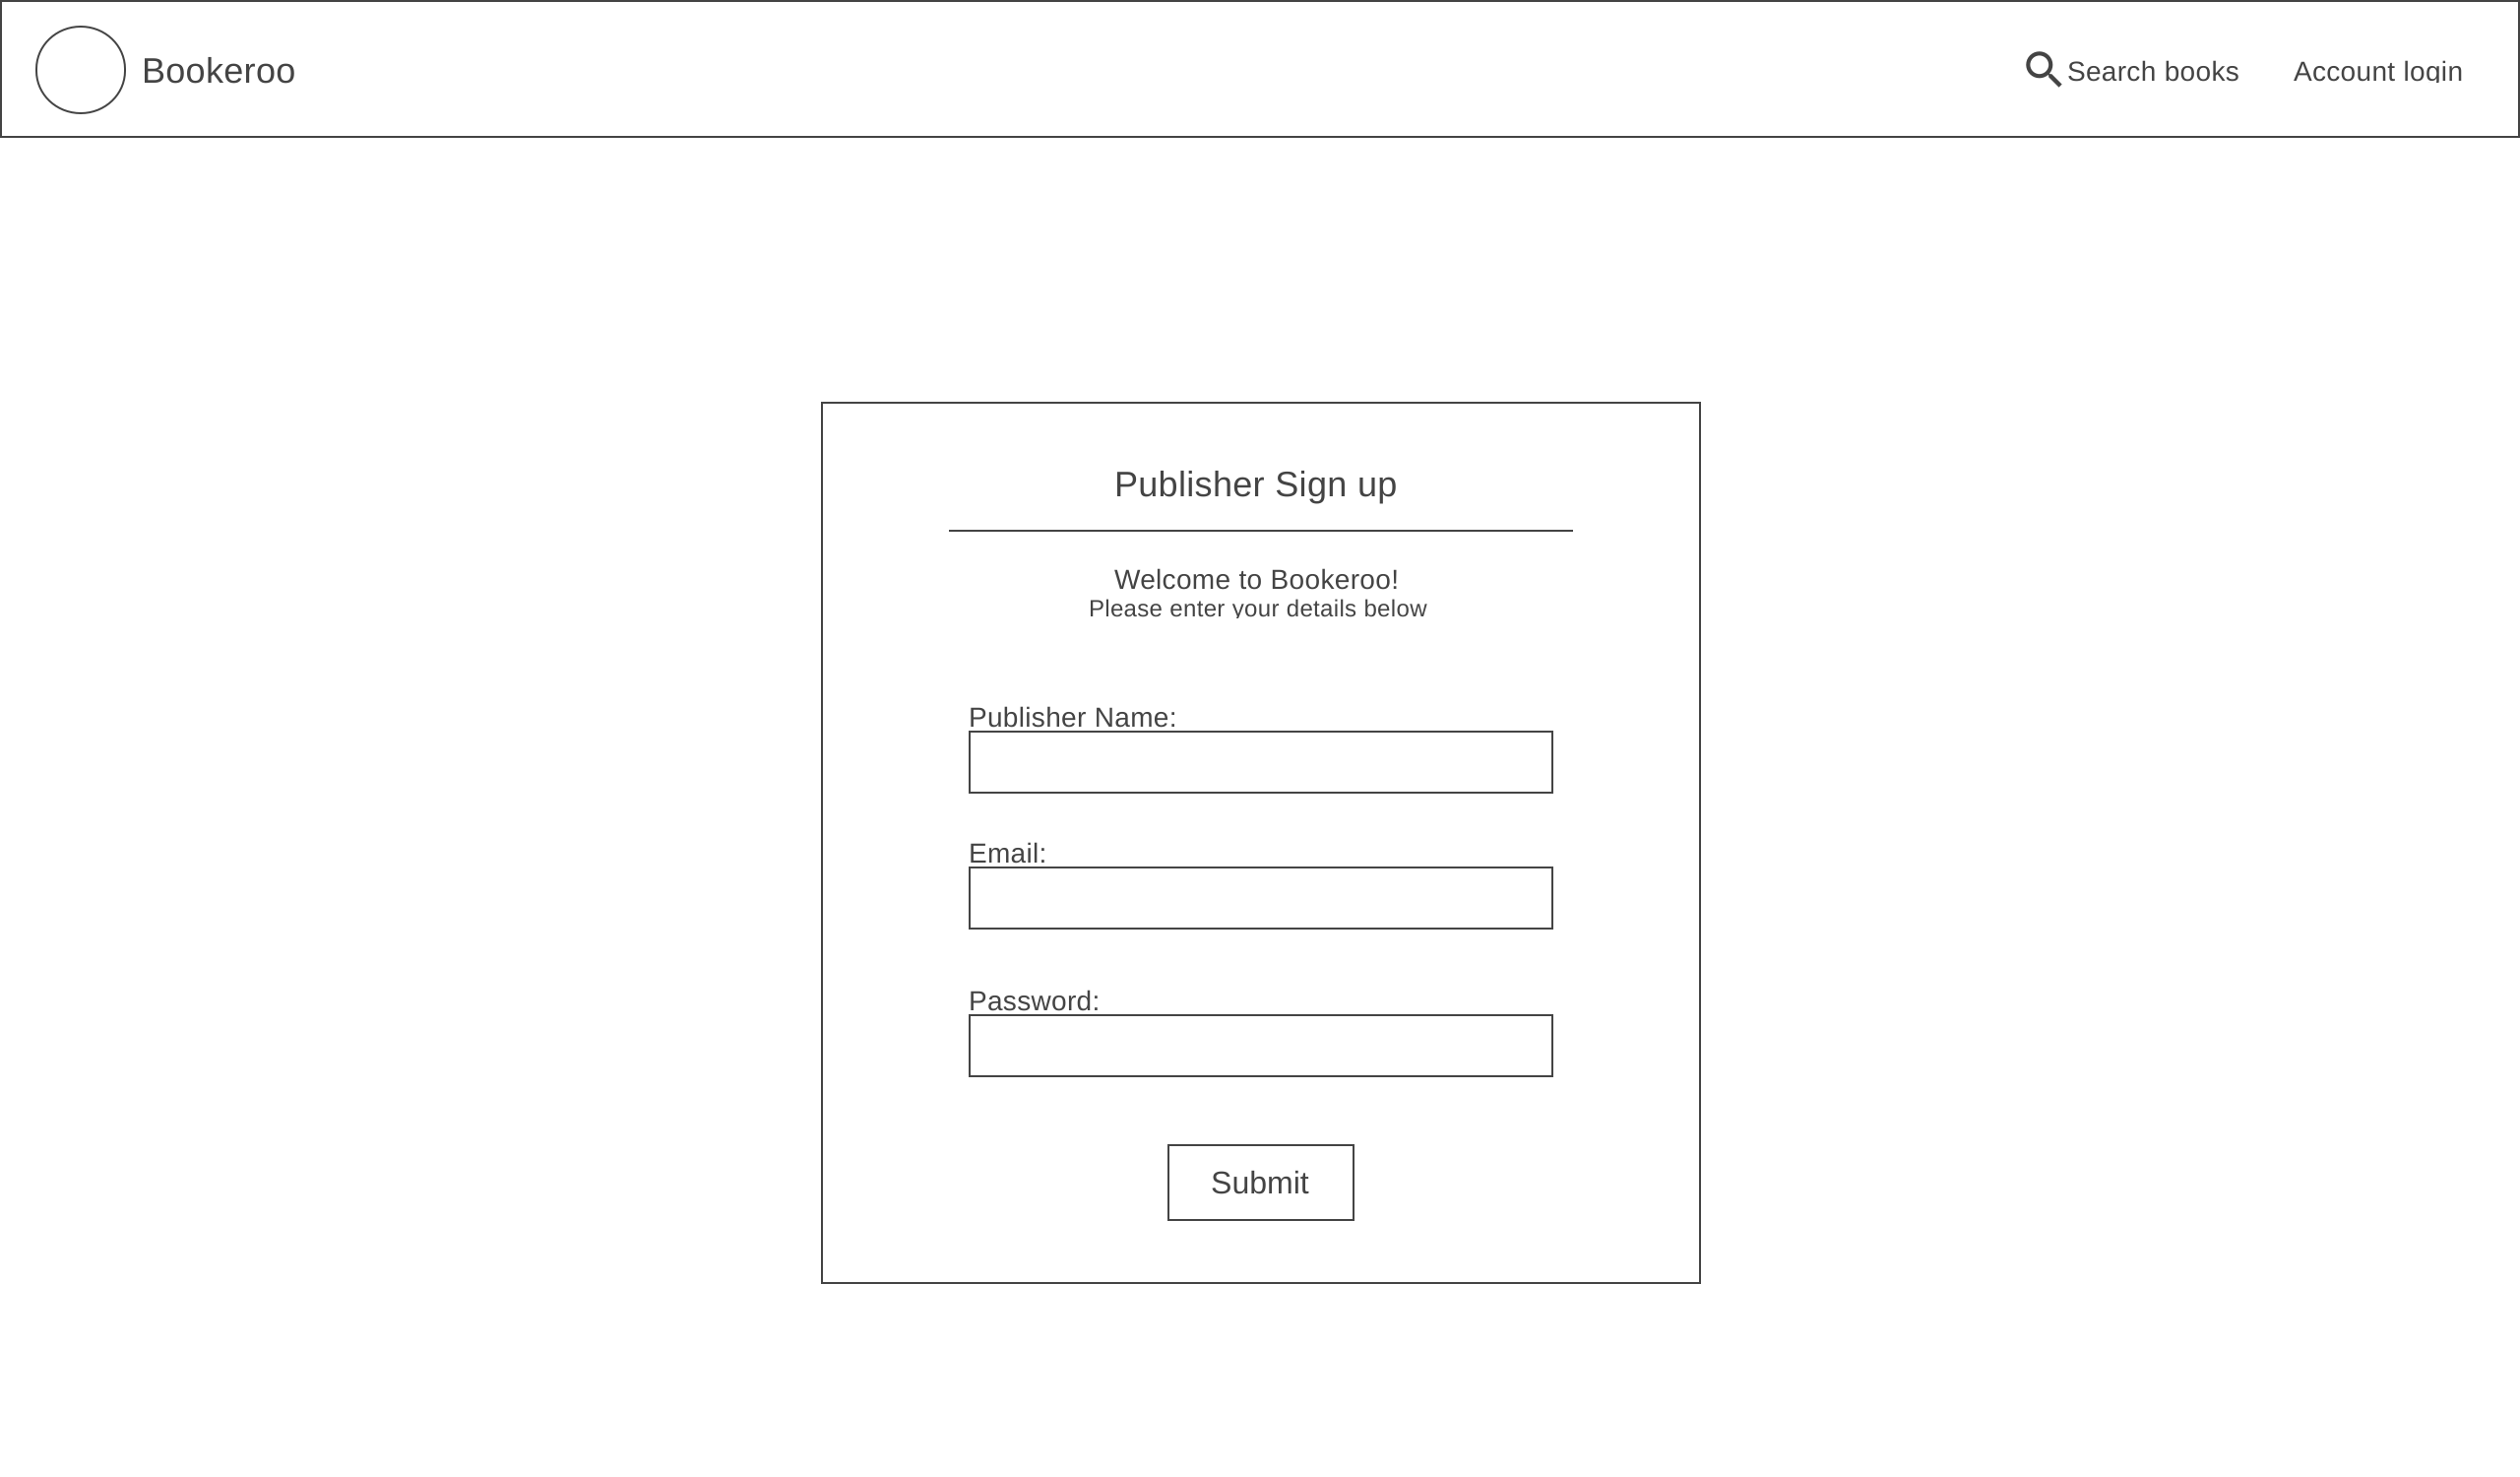 Bookeroo
Search books
Account login
Publisher Sign up
Welcome to Bookeroo!
Please enter your details below
Publisher Name:
Email:
Password:
Submit